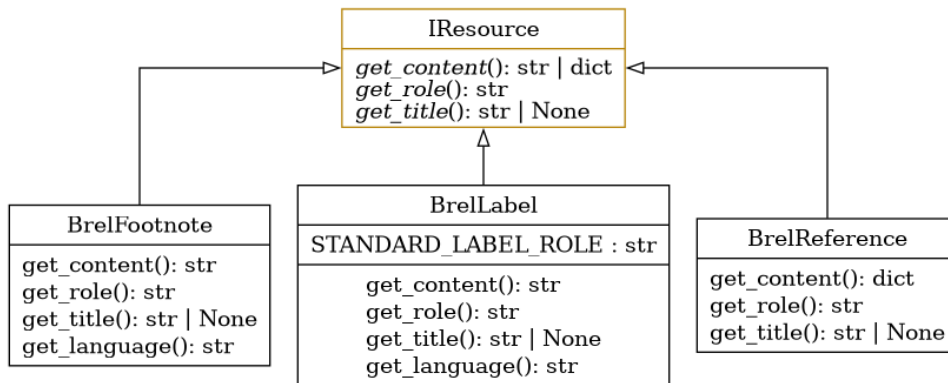 IResource
get_content(): str | dict
get_role(): str
get_title(): str | None
BrelFootnote
get_content(): str
get_role(): str
get_title(): str | None
get_language(): str
BrelLabel
STANDARD_LABEL_ROLE : str
get_content(): str
get_role(): str
get_title(): str | None
get_language(): str
BrelReference
get_content(): dict
get_role(): str
get_title(): str | None